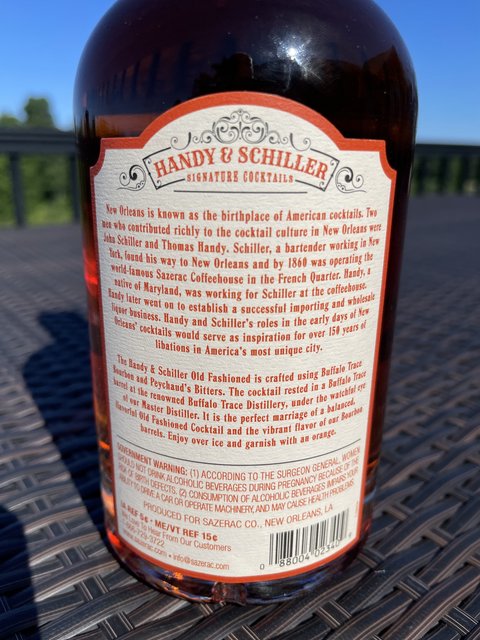 HANDY & SCHILLER
SIGNATURE COCKTAILS
New Orleans is known as the birthplace of American cocktails. Two
men who contributed richly to the cocktail culture in New Orleans were
John Schiller and Thomas Handy. Schiller, a bartender working in New
York, found his way to New Orleans and by 1860 was operating the
world-famous Sazerac Coffeehouse in the French Quarter. Handy, a
native of Maryland, was working for Schiller at the coffeehouse.
Handy later went on to establish a successful importing and wholesale
liquor business. Handy and Schiller's roles in the early days of New
Orleans' cocktails would serve as inspiration for over 150 years of
libations in America's most unique city.
The Handy & Schiller Old Fashioned is crafted using Buffalo Trace
Bourbon and Peychaud's Bitters. The cocktail rested in a Buffalo Trace
barrel at the renowned Buffalo Trace Distillery, under the watchful eye
of our Master Distiller. It is the perfect marriage of a balanced,
flavorful Old Fashioned Cocktail and the vibrant flavor of our Bourbon
barrels. Enjoy over ice and garnish with an orange.
GOVERNMENT WARNING: (1) ACCORDING TO THE SURGEON GENERAL, WOMEN
SHOULD NOT DRINK ALCOHOLIC BEVERAGES DURING PREGNANCY BECAUSE OF THE
RISK OF BIRTH DEFECTS. (2) CONSUMPTION OF ALCOHOLIC BEVERAGES IMPAIRS YOUR
ABILITY TO DRIVE A CAR OR OPERATE MACHINERY, AND MAY CAUSE HEALTH PROBLEMS.
PRODUCED FOR SAZERAC CO., NEW ORLEANS, LA
IA REF 5¢ • ME/VT REF 15¢
Love To Hear From Our Customers
729-3722
sazerac.com • info@sazerac.com
0 88004 02340